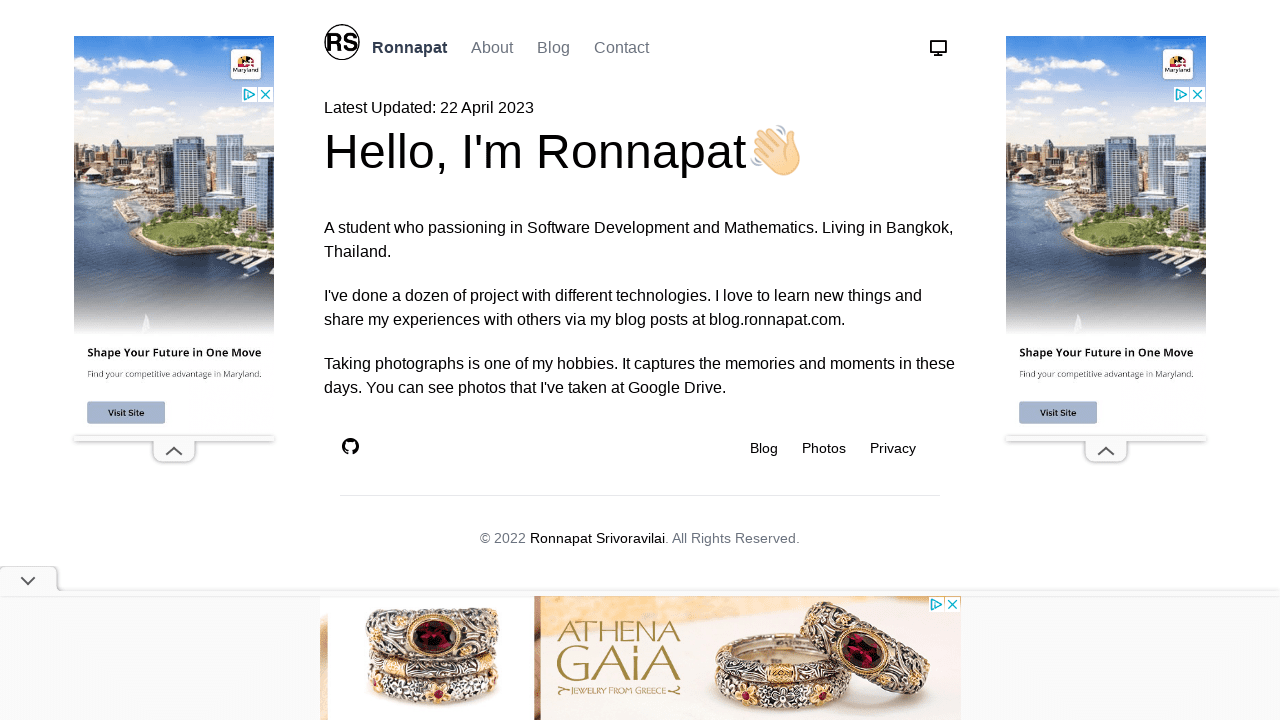 RS Ronnapat About Blog Contact
Latest Updated: 22 April 2023
Hello, I'm Ronnapat👋🏼
A student who passioning in Software Development and Mathematics. Living in Bangkok,
Thailand.
I've done a dozen of project with different technologies. I love to learn new things and
share my experiences with others via my blog posts at blog.ronnapat.com.
Taking photographs is one of my hobbies. It captures the memories and moments in these
days. You can see photos that I've taken at Google Drive.
Blog Photos Privacy
© 2022 Ronnapat Srivoravilai. All Rights Reserved.
Maryland
Shape Your Future in One Move
Find your competitive advantage in Maryland.
Visit Site
Maryland
Shape Your Future in One Move
Find your competitive advantage in Maryland.
Visit Site
ATHENA
GAIA
JEWELRY FROM GREECE